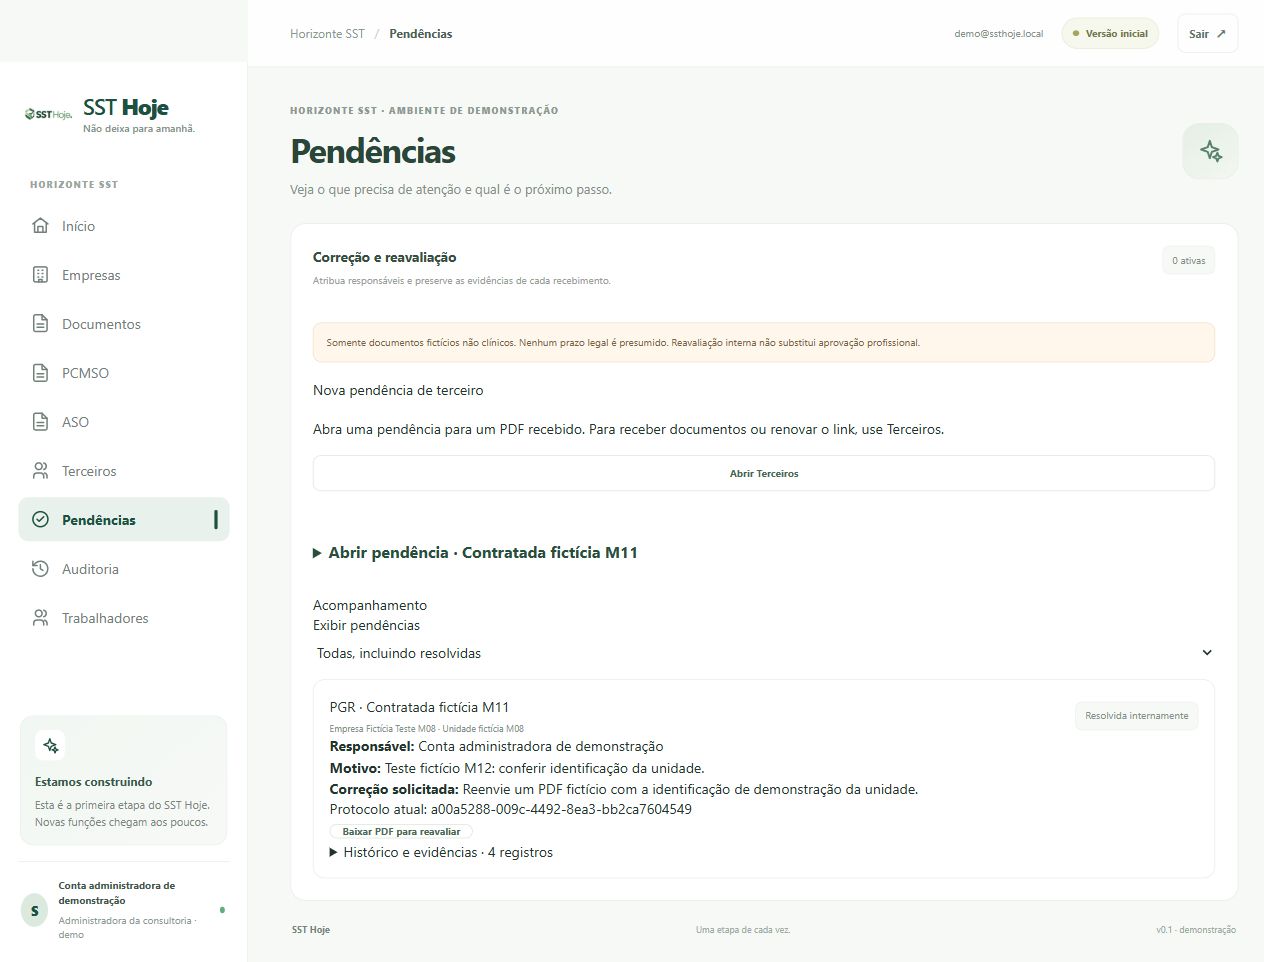 Horizonte SST / Pendências
demo@ssthoje.local
Versão inicial
Sair ↗
SST Hoje.
SST Hoje
Não deixa para amanhã.
HORIZONTE SST
Início
Empresas
Documentos
PCMSO
ASO
Terceiros
Pendências
Auditoria
Trabalhadores
Estamos construindo
Esta é a primeira etapa do SST Hoje.
Novas funções chegam aos poucos.
S
Conta administradora de
demonstração
Administradora da consultoria ·
demo
HORIZONTE SST · AMBIENTE DE DEMONSTRAÇÃO
Pendências
Veja o que precisa de atenção e qual é o próximo passo.
Correção e reavaliação
0 ativas
Atribua responsáveis e preserve as evidências de cada recebimento.
Somente documentos fictícios não clínicos. Nenhum prazo legal é presumido. Reavaliação interna não substitui aprovação profissional.
Nova pendência de terceiro
Abra uma pendência para um PDF recebido. Para receber documentos ou renovar o link, use Terceiros.
Abrir Terceiros
▶ Abrir pendência · Contratada fictícia M11
Acompanhamento
Exibir pendências
Todas, incluindo resolvidas
PGR · Contratada fictícia M11
Resolvida internamente
Empresa Fictícia Teste M08 · Unidade fictícia M08
Responsável: Conta administradora de demonstração
Motivo: Teste fictício M12: conferir identificação da unidade.
Correção solicitada: Reenvie um PDF fictício com a identificação de demonstração da unidade.
Protocolo atual: a00a5288-009c-4492-8ea3-bb2ca7604549
Baixar PDF para reavaliar
▶ Histórico e evidências · 4 registros
SST Hoje
Uma etapa de cada vez.
v0.1 · demonstração